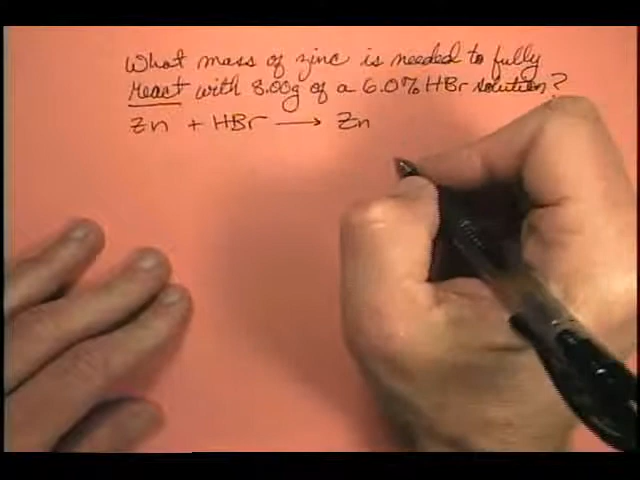 What mass of zinc is needed to fully
react with 8.00g of a 6.0% HBr solution?
Zn + HBr → Zn